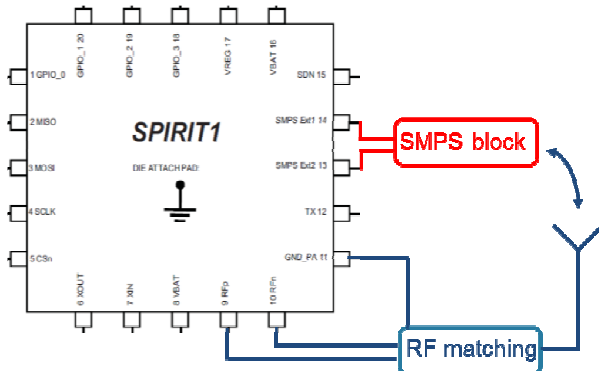 GPIO_1 20
GPIO_2 19
GPIO_3 18
VREG 17
VBAT 16
1 GPIO_0
SDN 15
2 MISO
SMPS Ext1 14
SMPS block
SPIRIT1
3 MOSI
DIE ATTACH PAD:
SMPS Ext2 13
4 SCLK
TX 12
5 CSn
GND_PA 11
6 XOUT
7 XIN
8 VBAT
9 RFp
10 RFn
RF matching